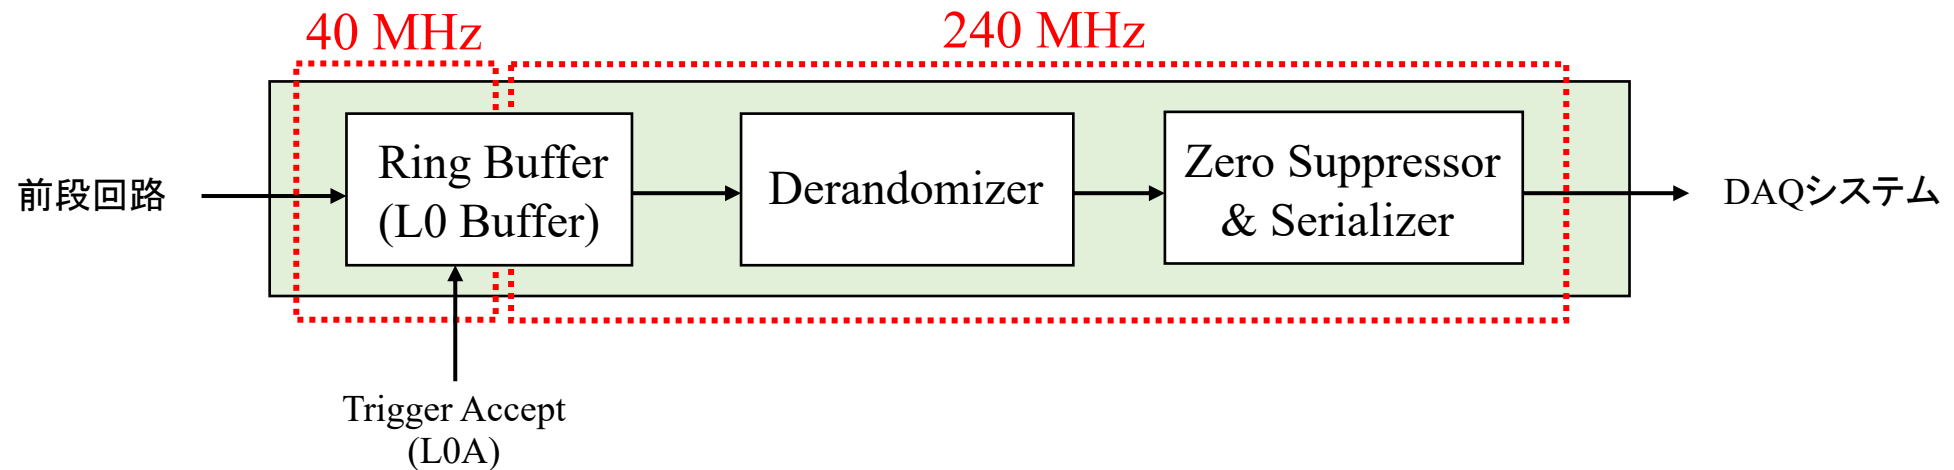 40 MHz
240 MHz
前段回路
Ring Buffer
(L0 Buffer)
Derandomizer
Zero Suppressor
& Serializer
DAQシステム
Trigger Accept
(L0A)